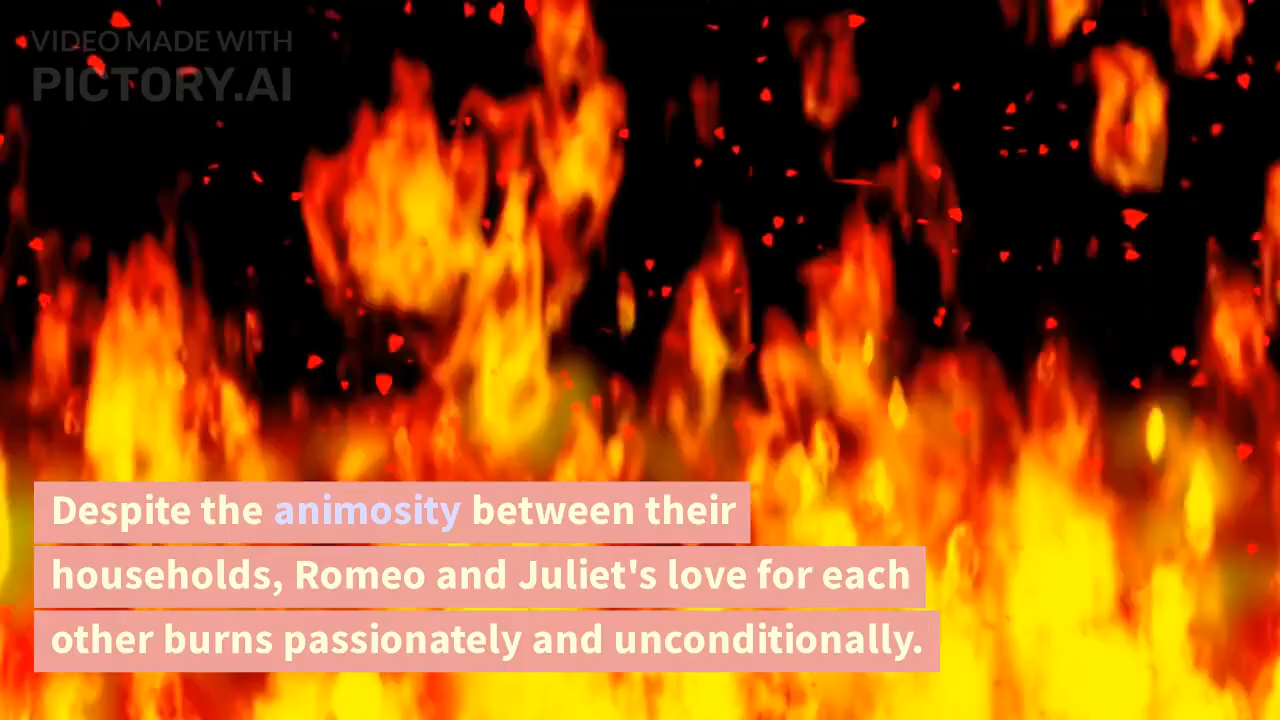 VIDEO MADE WITH
PICTORY.AI
Despite the animosity between their
households, Romeo and Juliet's love for each
other burns passionately and unconditionally.